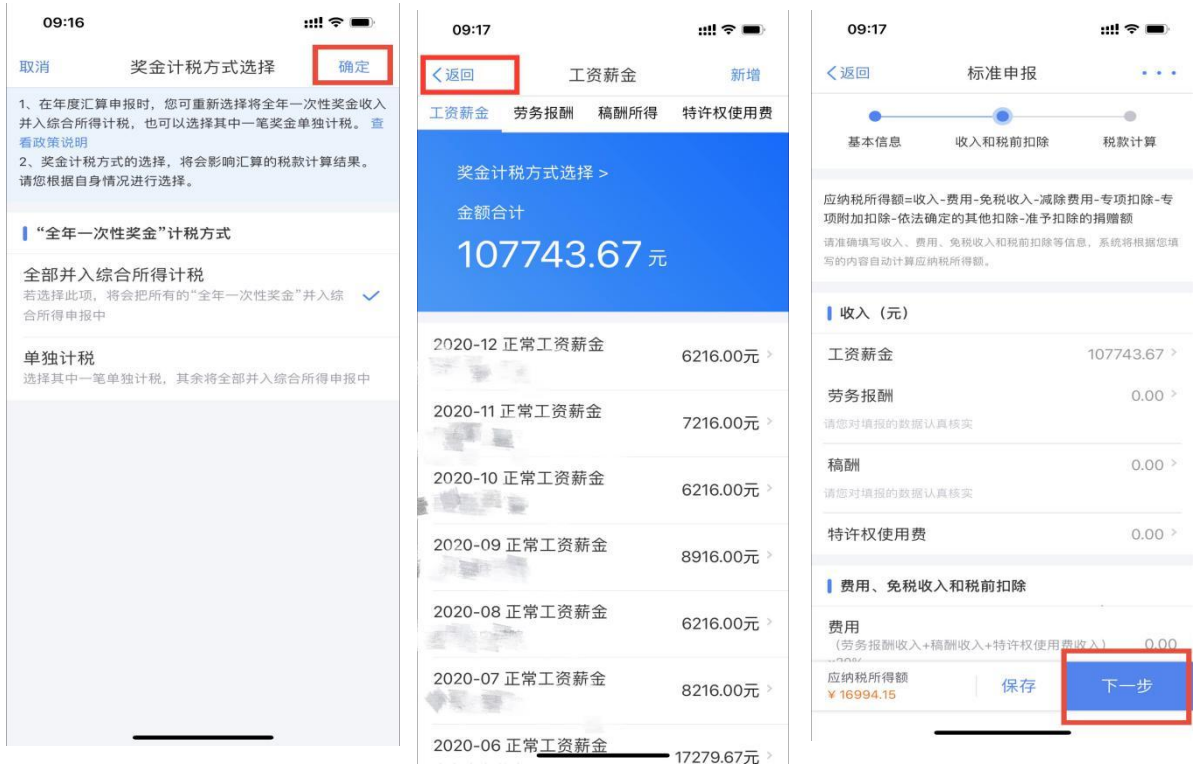 09:16
取消
奖金计税方式选择
确定
1、在年度汇算申报时，您可重新选择将全年一次性奖金收入
并入综合所得计税，也可以选择其中一笔奖金单独计税。 查
看政策说明
2、奖金计税方式的选择，将会影响汇算的税款计算结果。
请您根据自身情况进行选择。
“全年一次性奖金”计税方式
全部并入综合所得计税
若选择此项，将会把所有的“全年一次性奖金”并入综
合所得申报中
单独计税
选择其中一笔单独计税，其余将全部并入综合所得申报中
09:17
返回
工资薪金
新增
工资薪金 劳务报酬 稿酬所得 特许权使用费
奖金计税方式选择 >
金额合计
107743.67 元
2020-12 正常工资薪金 6216.00元
2020-11 正常工资薪金 7216.00元
2020-10 正常工资薪金 6216.00元
2020-09 正常工资薪金 8916.00元
2020-08 正常工资薪金 6216.00元
2020-07 正常工资薪金 8216.00元
2020-06 正常工资薪金 17279.67元
09:17
返回
标准申报
基本信息 收入和税前扣除 税款计算
应纳税所得额=收入-费用-免税收入-减除费用-专项扣除-专
项附加扣除-依法确定的其他扣除-准予扣除的捐赠额
请准确填写收入、费用、免税收入和税前扣除等信息，系统将根据您填
写的内容自动计算应纳税所得额。
收入（元）
工资薪金 107743.67
劳务报酬 0.00
请您对填报的数据认真核实
稿酬 0.00
请您对填报的数据认真核实
特许权使用费 0.00
费用、免税收入和税前扣除
费用
（劳务报酬收入+稿酬收入+特许权使用费收入） 0.00
应纳税所得额
¥ 16994.15
保存
下一步